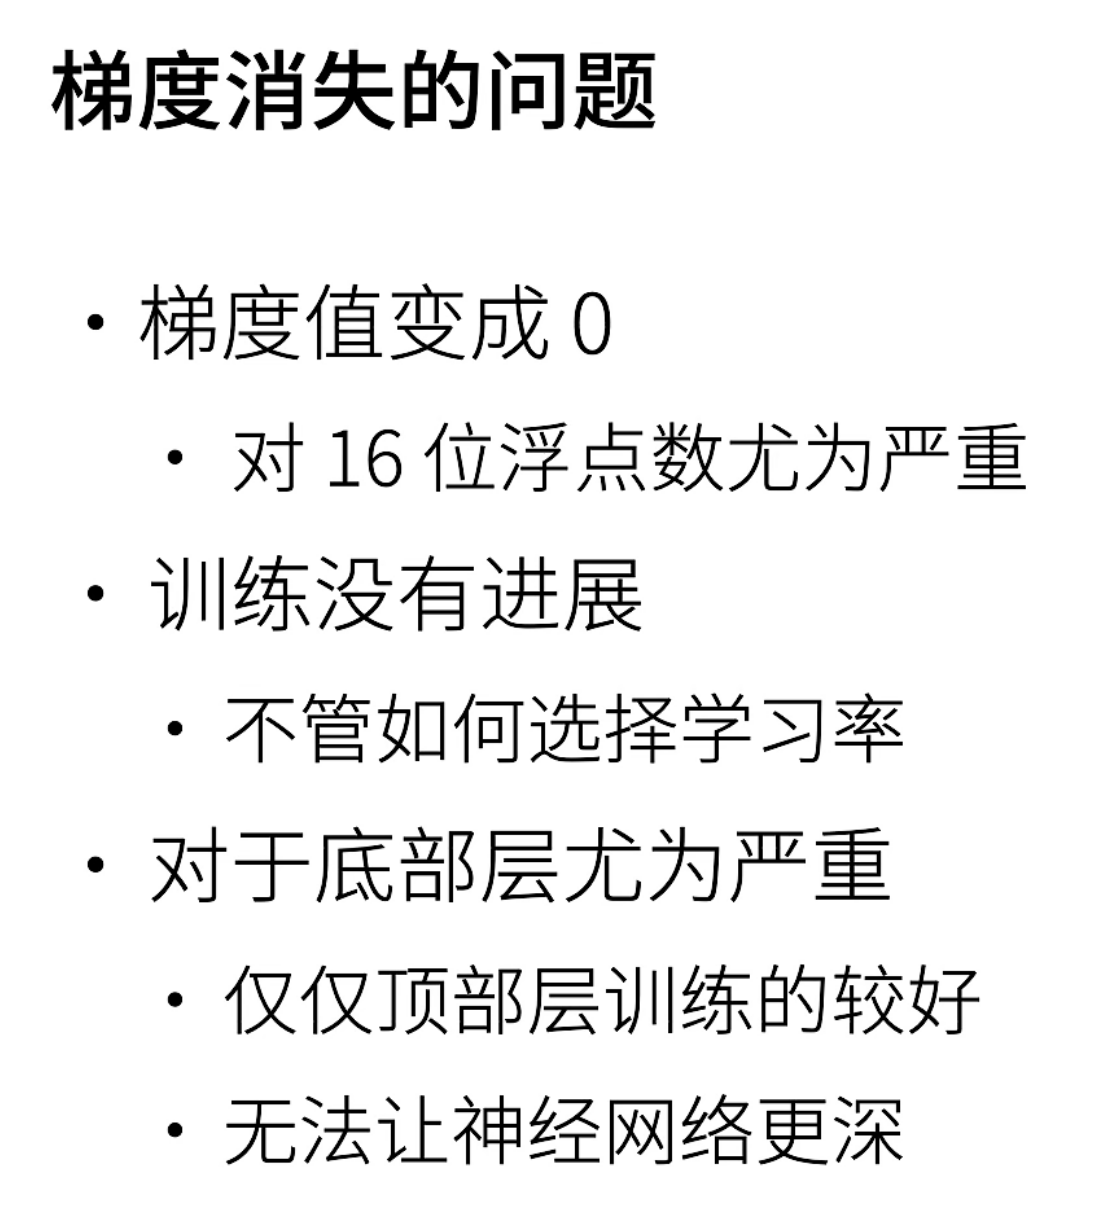 梯度消失的问题
• 梯度值变成 0
• 对 16 位浮点数尤为严重
• 训练没有进展
• 不管如何选择学习率
• 对于底部层尤为严重
• 仅仅顶部层训练的较好
• 无法让神经网络更深